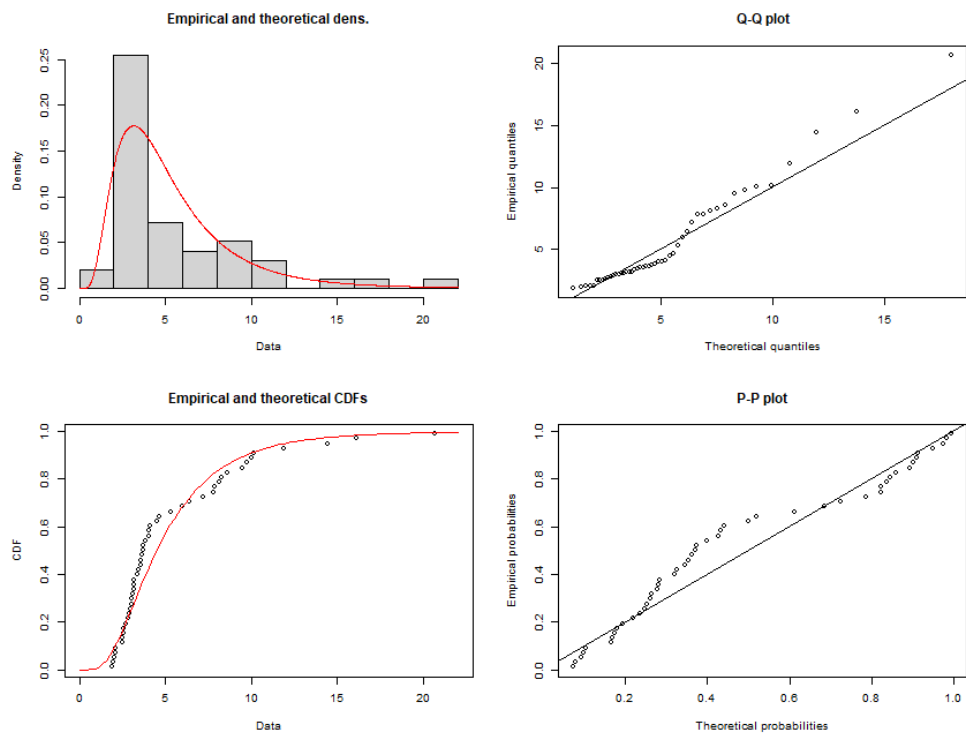 Empirical and theoretical dens.
Density
0.00 0.05 0.10 0.15 0.20 0.25
0 5 10 15 20
Data
Q-Q plot
Empirical quantiles
5 10 15 20
5 10 15
Theoretical quantiles
Empirical and theoretical CDFs
CDF
0.0 0.2 0.4 0.6 0.8 1.0
0 5 10 15 20
Data
P-P plot
Empirical probabilities
0.0 0.2 0.4 0.6 0.8 1.0
0.2 0.4 0.6 0.8 1.0
Theoretical probabilities